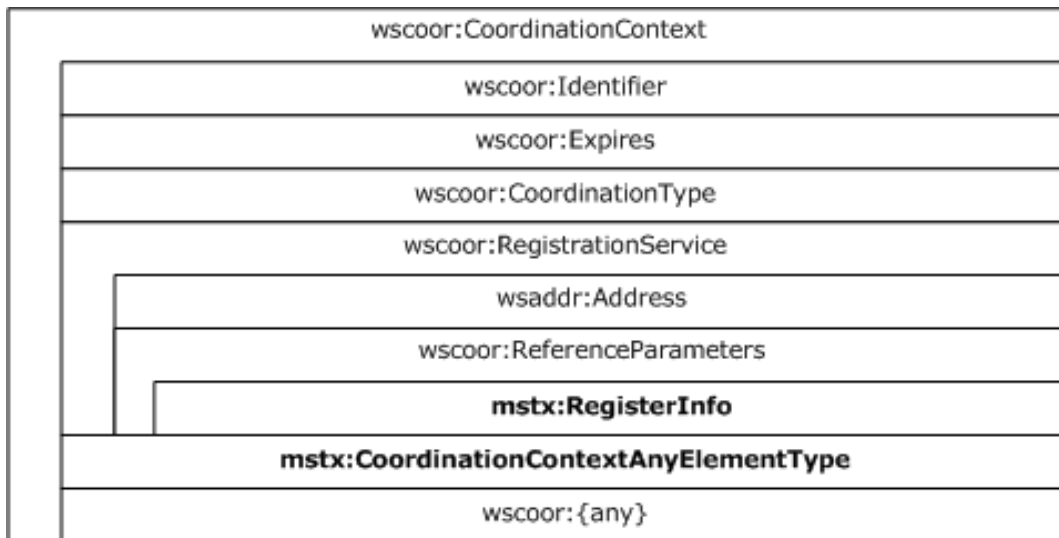 wscoor:CoordinationContext
wscoor:Identifier
wscoor:Expires
wscoor:CoordinationType
wscoor:RegistrationService
wsaddr:Address
wscoor:ReferenceParameters
mstx:RegisterInfo
mstx:CoordinationContextAnyElementType
wscoor:{any}